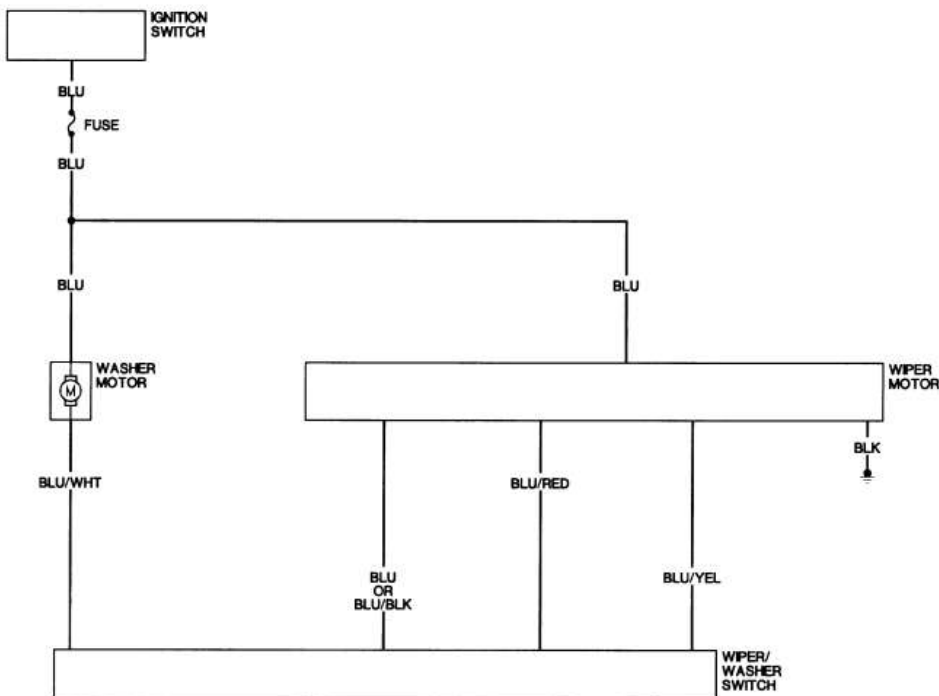 IGNITION
SWITCH
BLU
FUSE
BLU
BLU
BLU
WASHER
MOTOR
M
WIPER
MOTOR
BLK
BLU/WHT
BLU/RED
BLU
OR
BLU/BLK
BLU/YEL
WIPER/
WASHER
SWITCH